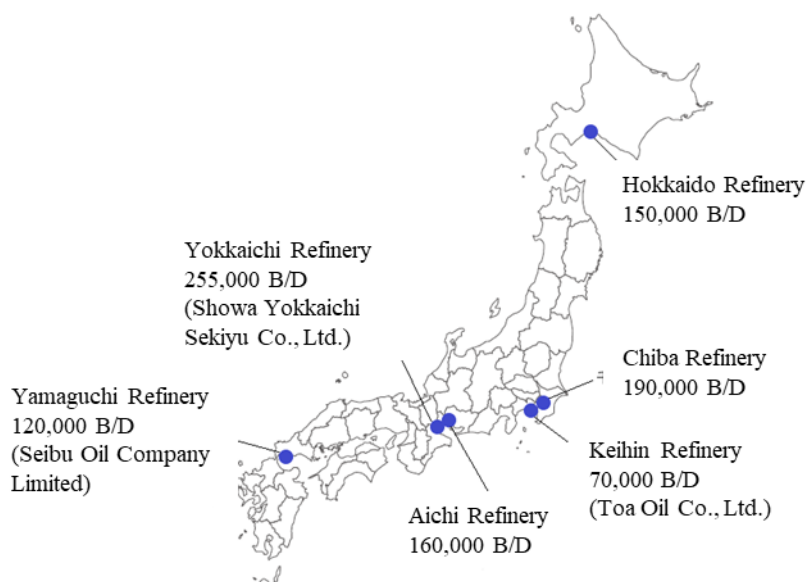 Hokkaido Refinery
150,000 B/D
Yokkaichi Refinery
255,000 B/D
(Showa Yokkaichi
Sekiyu Co., Ltd.)
Chiba Refinery
190,000 B/D
Yamaguchi Refinery
120,000 B/D
(Seibu Oil Company
Limited)
Keihin Refinery
70,000 B/D
(Toa Oil Co., Ltd.)
Aichi Refinery
160,000 B/D